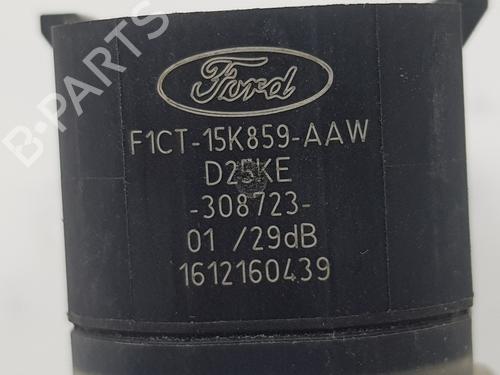 Ford
F1CT-15K859-AAW
D25KE
-308723-
01 /29dB
1612160439
B-PARTS